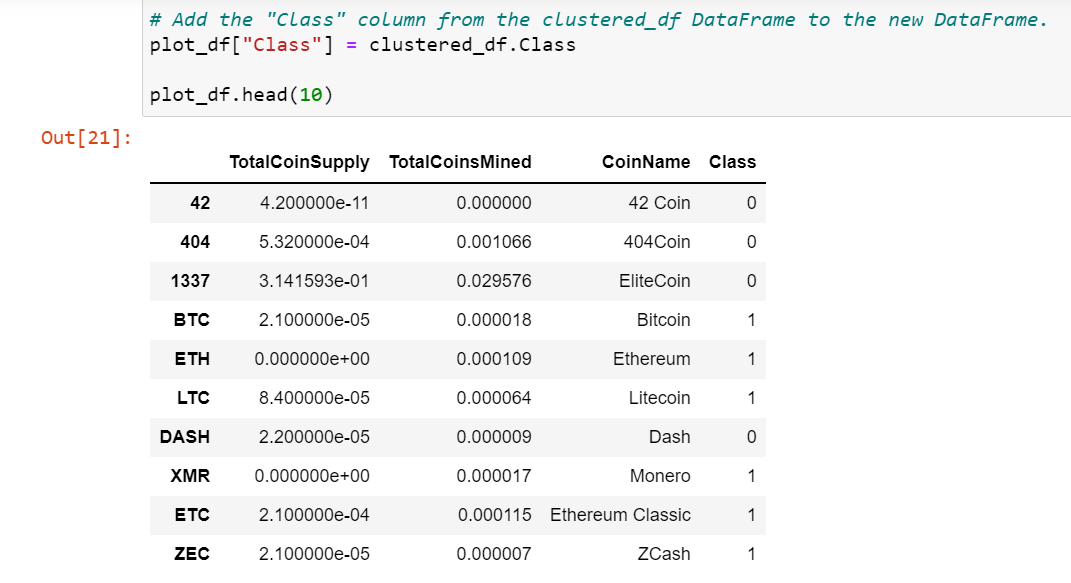 # Add the "Class" column from the clustered_df DataFrame to the new DataFrame.
plot_df["Class"] = clustered_df.Class
plot_df.head(10)
Out[21]:
TotalCoinSupply TotalCoinsMined CoinName Class
42 4.200000e-11 0.000000 42 Coin 0
404 5.320000e-04 0.001066 404Coin 0
1337 3.141593e-01 0.029576 EliteCoin 0
BTC 2.100000e-05 0.000018 Bitcoin 1
ETH 0.000000e+00 0.000109 Ethereum 1
LTC 8.400000e-05 0.000064 Litecoin 1
DASH 2.200000e-05 0.000009 Dash 0
XMR 0.000000e+00 0.000017 Monero 1
ETC 2.100000e-04 0.000115 Ethereum Classic 1
ZEC 2.100000e-05 0.000007 ZCash 1